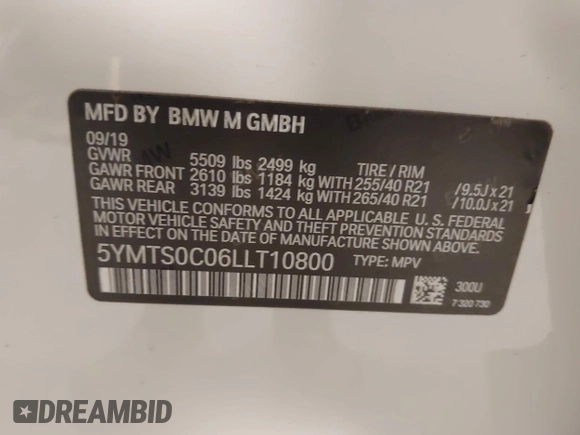 MFD BY BMW M GMBH
09/19
GVWR 5509 lbs 2499 kg TIRE / RIM
GAWR FRONT 2610 lbs 1184 kg WITH 255/40 R21 /9.5J x 21
GAWR REAR 3139 lbs 1424 kg WITH 265/40 R21 /10.0J x 21
THIS VEHICLE CONFORMS TO ALL APPLICABLE U. S. FEDERAL
MOTOR VEHICLE SAFETY AND THEFT PREVENTION STANDARDS
IN EFFECT ON THE DATE OF MANUFACTURE SHOWN ABOVE.
5YMTS0C06LLT10800 TYPE: MPV
300U
7 320 730
DREAMBID